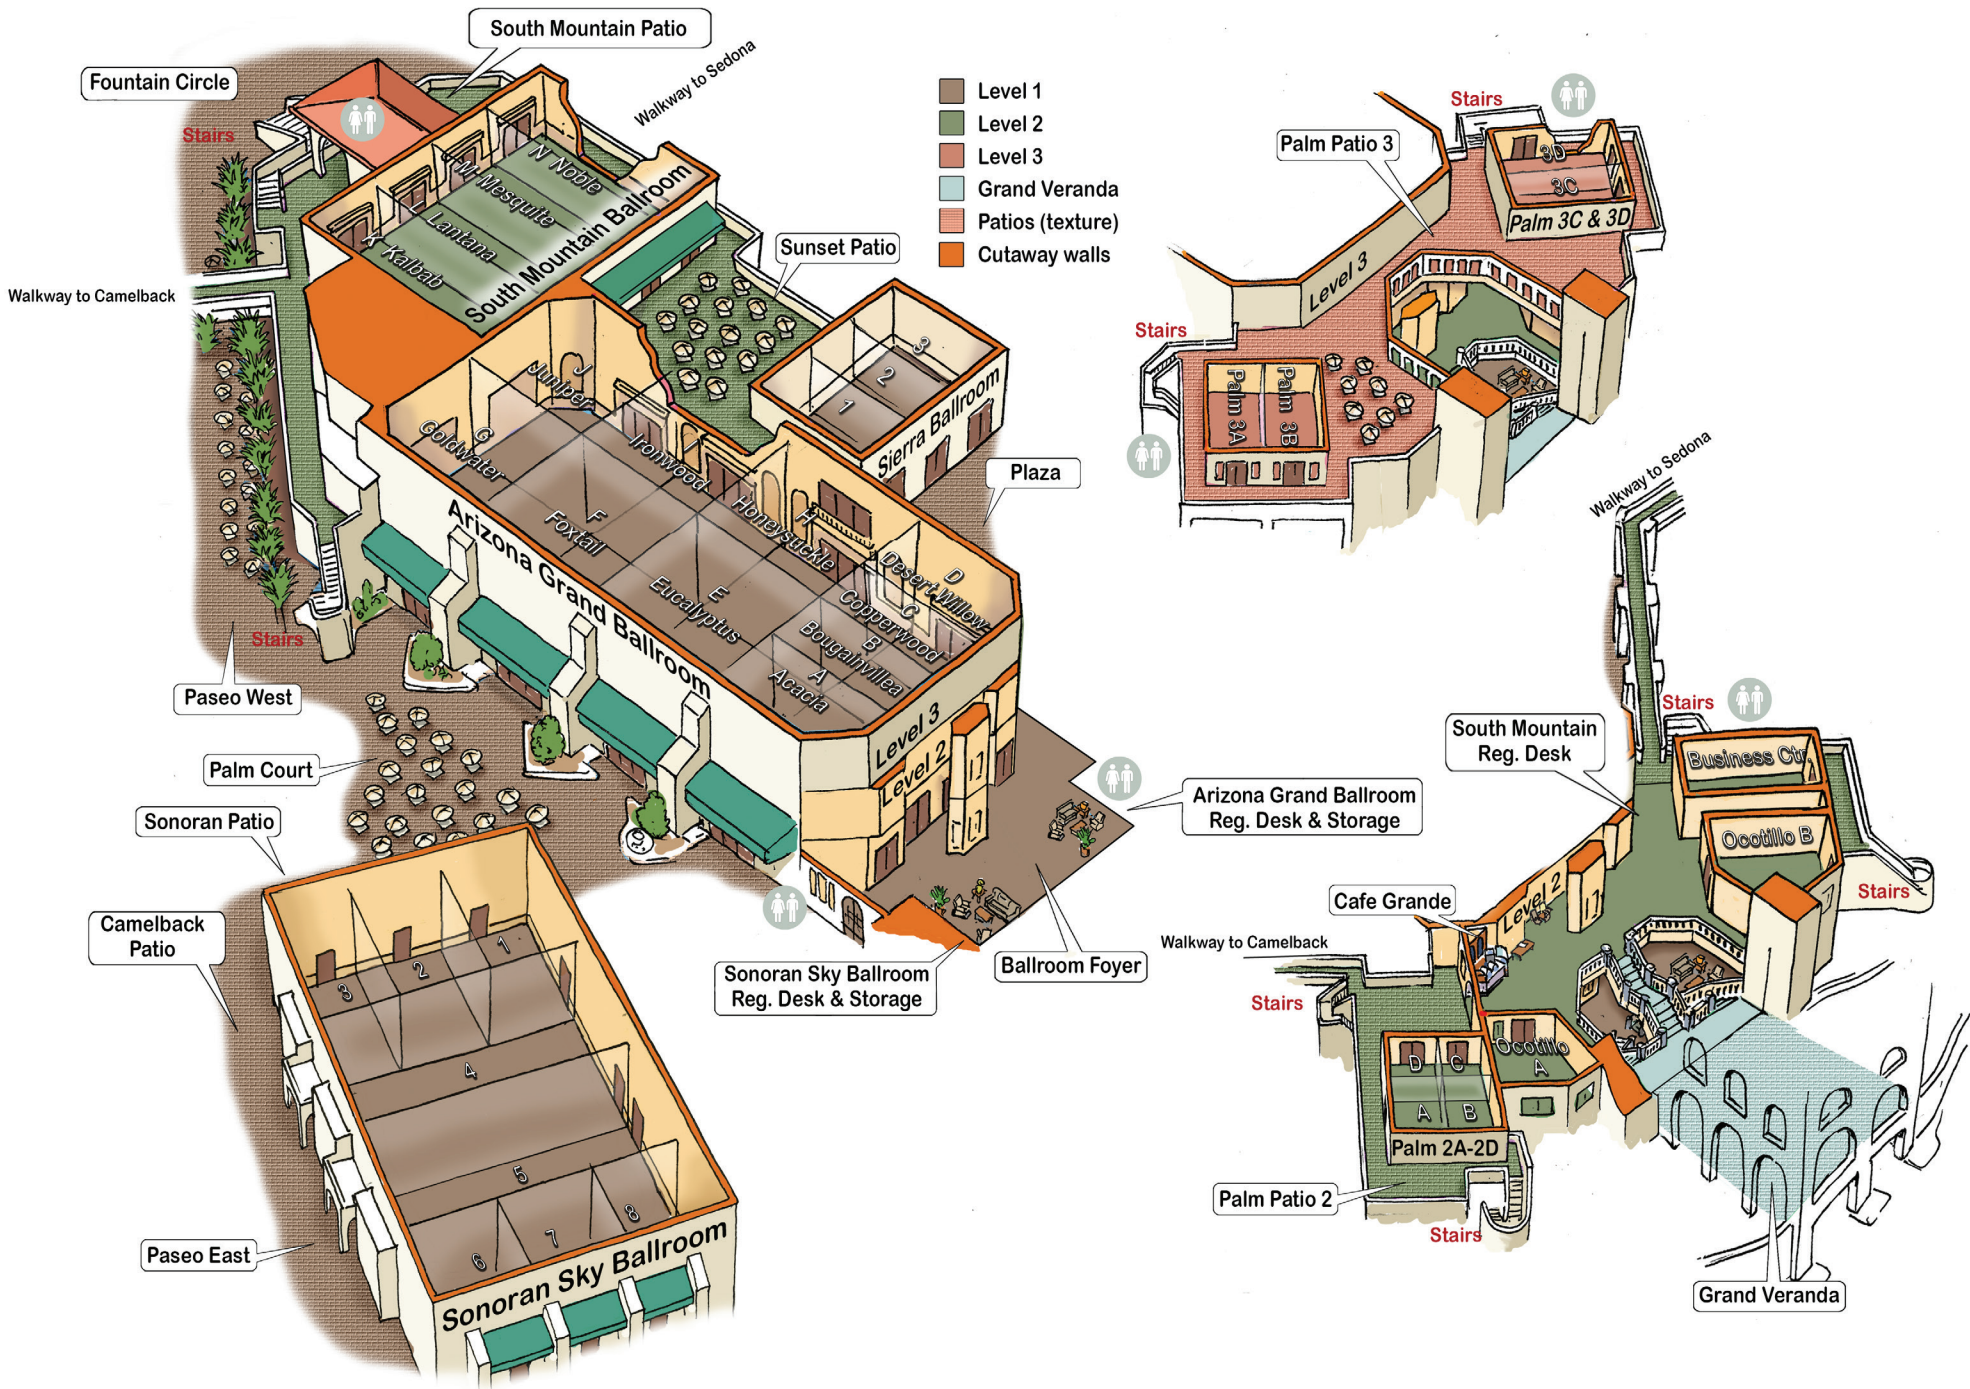 South Mountain Patio
Fountain Circle
Walkway to Sedona
Stairs
N Noble
M Mesquite
L Lantana
K Kaibab
South Mountain Ballroom
Walkway to Camelback
Sunset Patio
3
2
1
Sierra Ballroom
Plaza
J
Juniper
G
Goldwater
Ironwood
F
Foxtail
H
Honeysuckle
E
Eucalyptus
D
Desert Willow
C
Copperwood
B
Bougainvillea
A
Acacia
Arizona Grand Ballroom
Level 3
Level 2
Stairs
Paseo West
Palm Court
Sonoran Patio
Camelback
Patio
Arizona Grand Ballroom
Reg. Desk & Storage
Sonoran Sky Ballroom
Reg. Desk & Storage
Ballroom Foyer
1
2
3
4
5
6
7
8
Paseo East
Sonoran Sky Ballroom
Level 1
Level 2
Level 3
Grand Veranda
Patios (texture)
Cutaway walls
Stairs
Palm Patio 3
3D
3C
Palm 3C & 3D
Level 3
Stairs
Palm 3A
Palm 3B
Walkway to Sedona
Stairs
South Mountain
Reg. Desk
Business Ctr.
Ocotillo B
Stairs
Cafe Grande
Level 2
Walkway to Camelback
Stairs
Ocotillo
A
D
C
A
B
Palm 2A-2D
Palm Patio 2
Stairs
Grand Veranda